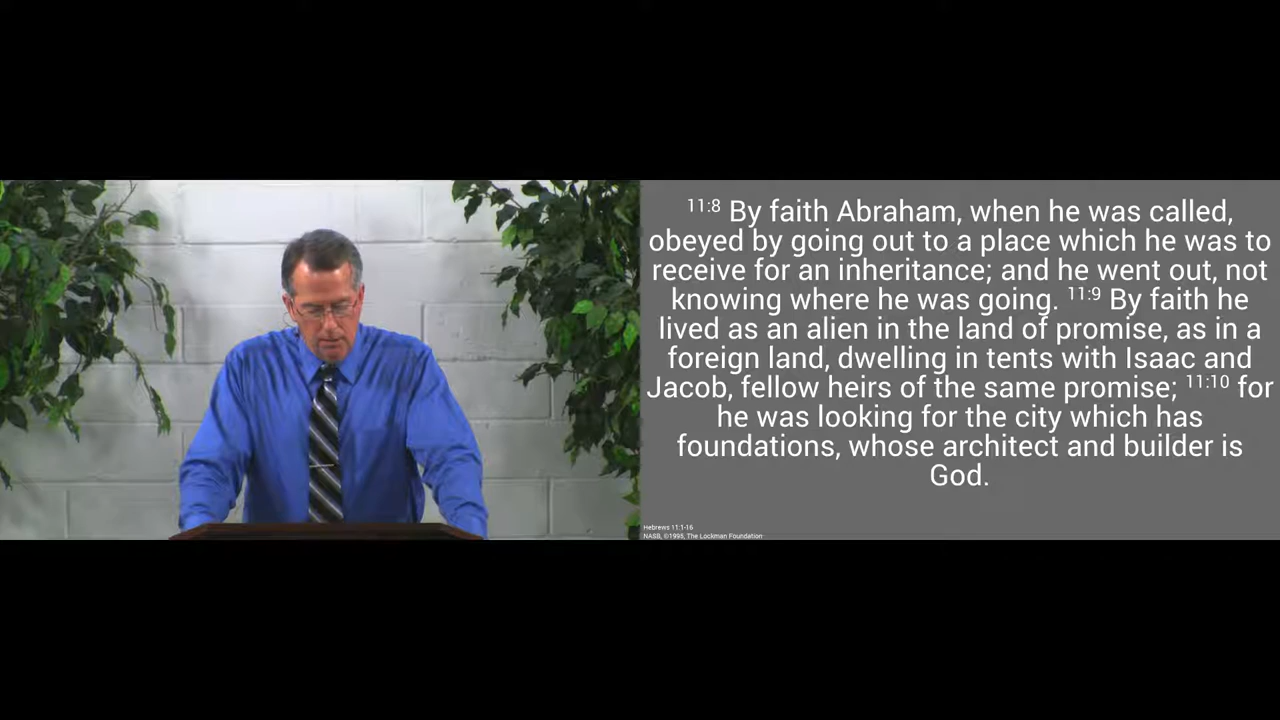 11:8 By faith Abraham, when he was called,
obeyed by going out to a place which he was to
receive for an inheritance; and he went out, not
knowing where he was going. 11:9 By faith he
lived as an alien in the land of promise, as in a
foreign land, dwelling in tents with Isaac and
Jacob, fellow heirs of the same promise; 11:10 for
he was looking for the city which has
foundations, whose architect and builder is
God.
Hebrews 11:1-16
NASB, ©1995, The Lockman Foundation